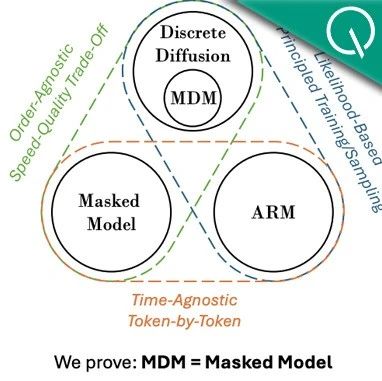 Discrete
Diffusion
MDM
Order-Agnostic
Speed-Quality Trade-Off
Likelihood-Based
Principled Training/Sampling
Masked
Model
ARM
Time-Agnostic
Token-by-Token
We prove: MDM = Masked Model